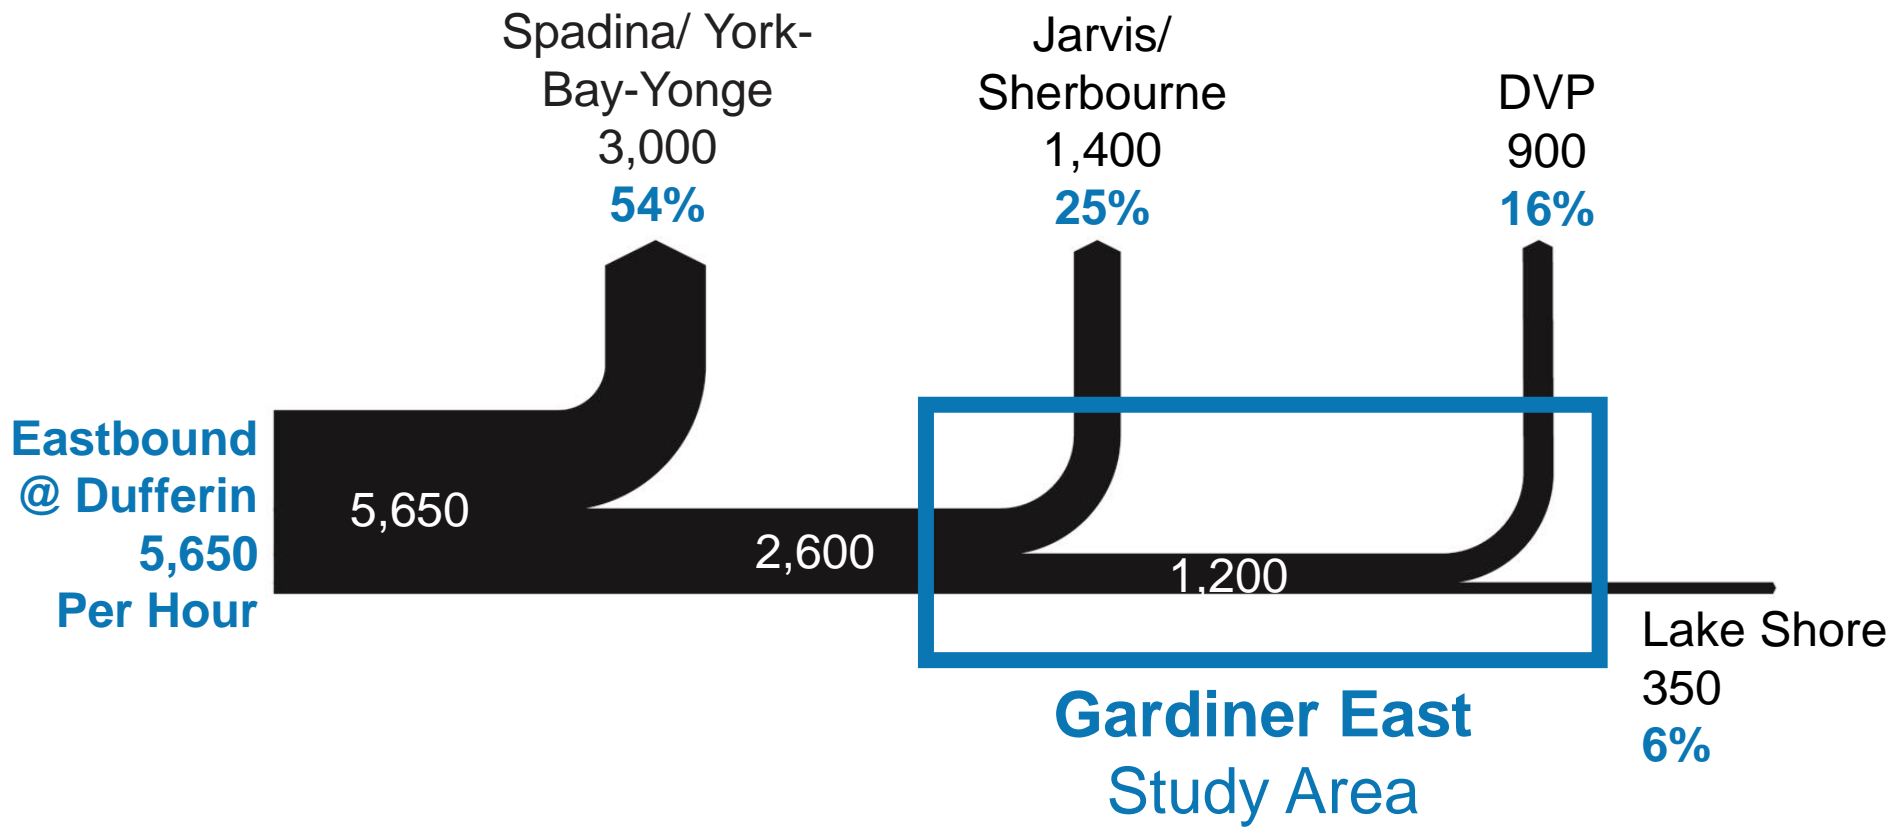 Spadina/ York-
Bay-Yonge
3,000
54%
Jarvis/
Sherbourne
1,400
25%
DVP
900
16%
Eastbound
@ Dufferin
5,650
Per Hour
5,650
2,600
1,200
Lake Shore
350
6%
Gardiner East
Study Area